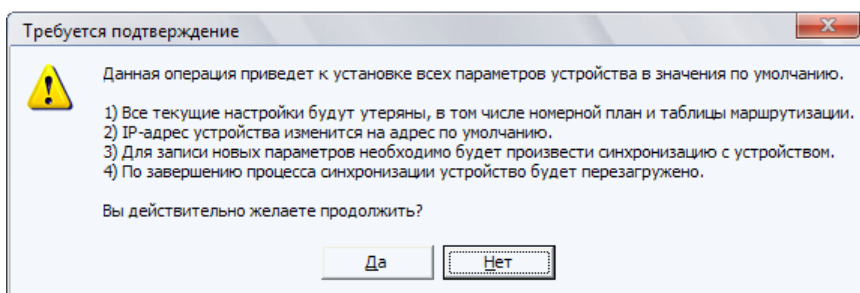 Требуется подтверждение
Данная операция приведет к установке всех параметров устройства в значения по умолчанию.
1) Все текущие настройки будут утеряны, в том числе номерной план и таблицы маршрутизации.
2) IP-адрес устройства изменится на адрес по умолчанию.
3) Для записи новых параметров необходимо будет произвести синхронизацию с устройством.
4) По завершению процесса синхронизации устройство будет перезагружено.
Вы действительно желаете продолжить?
Да
Нет